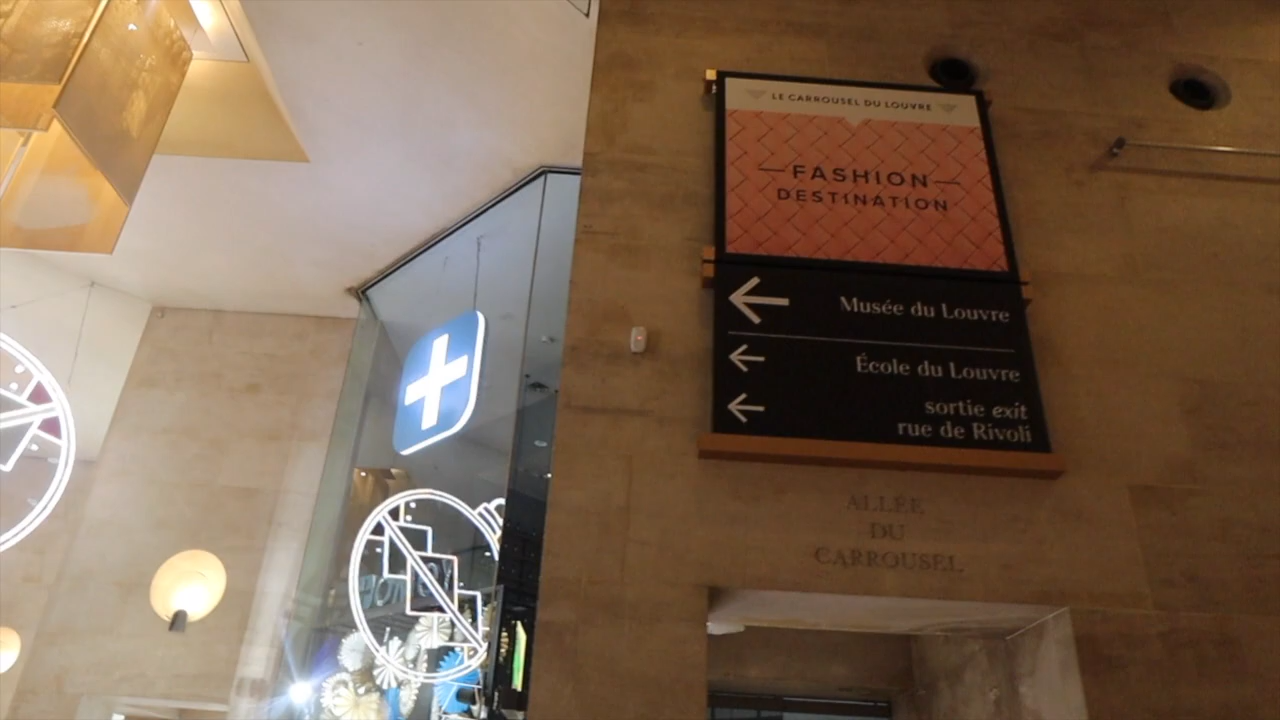 LE CARROUSEL DU LOUVRE
FASHION
DESTINATION
Musée du Louvre
École du Louvre
sortie exit
rue de Rivoli
ALLÉE
DU
CARROUSEL